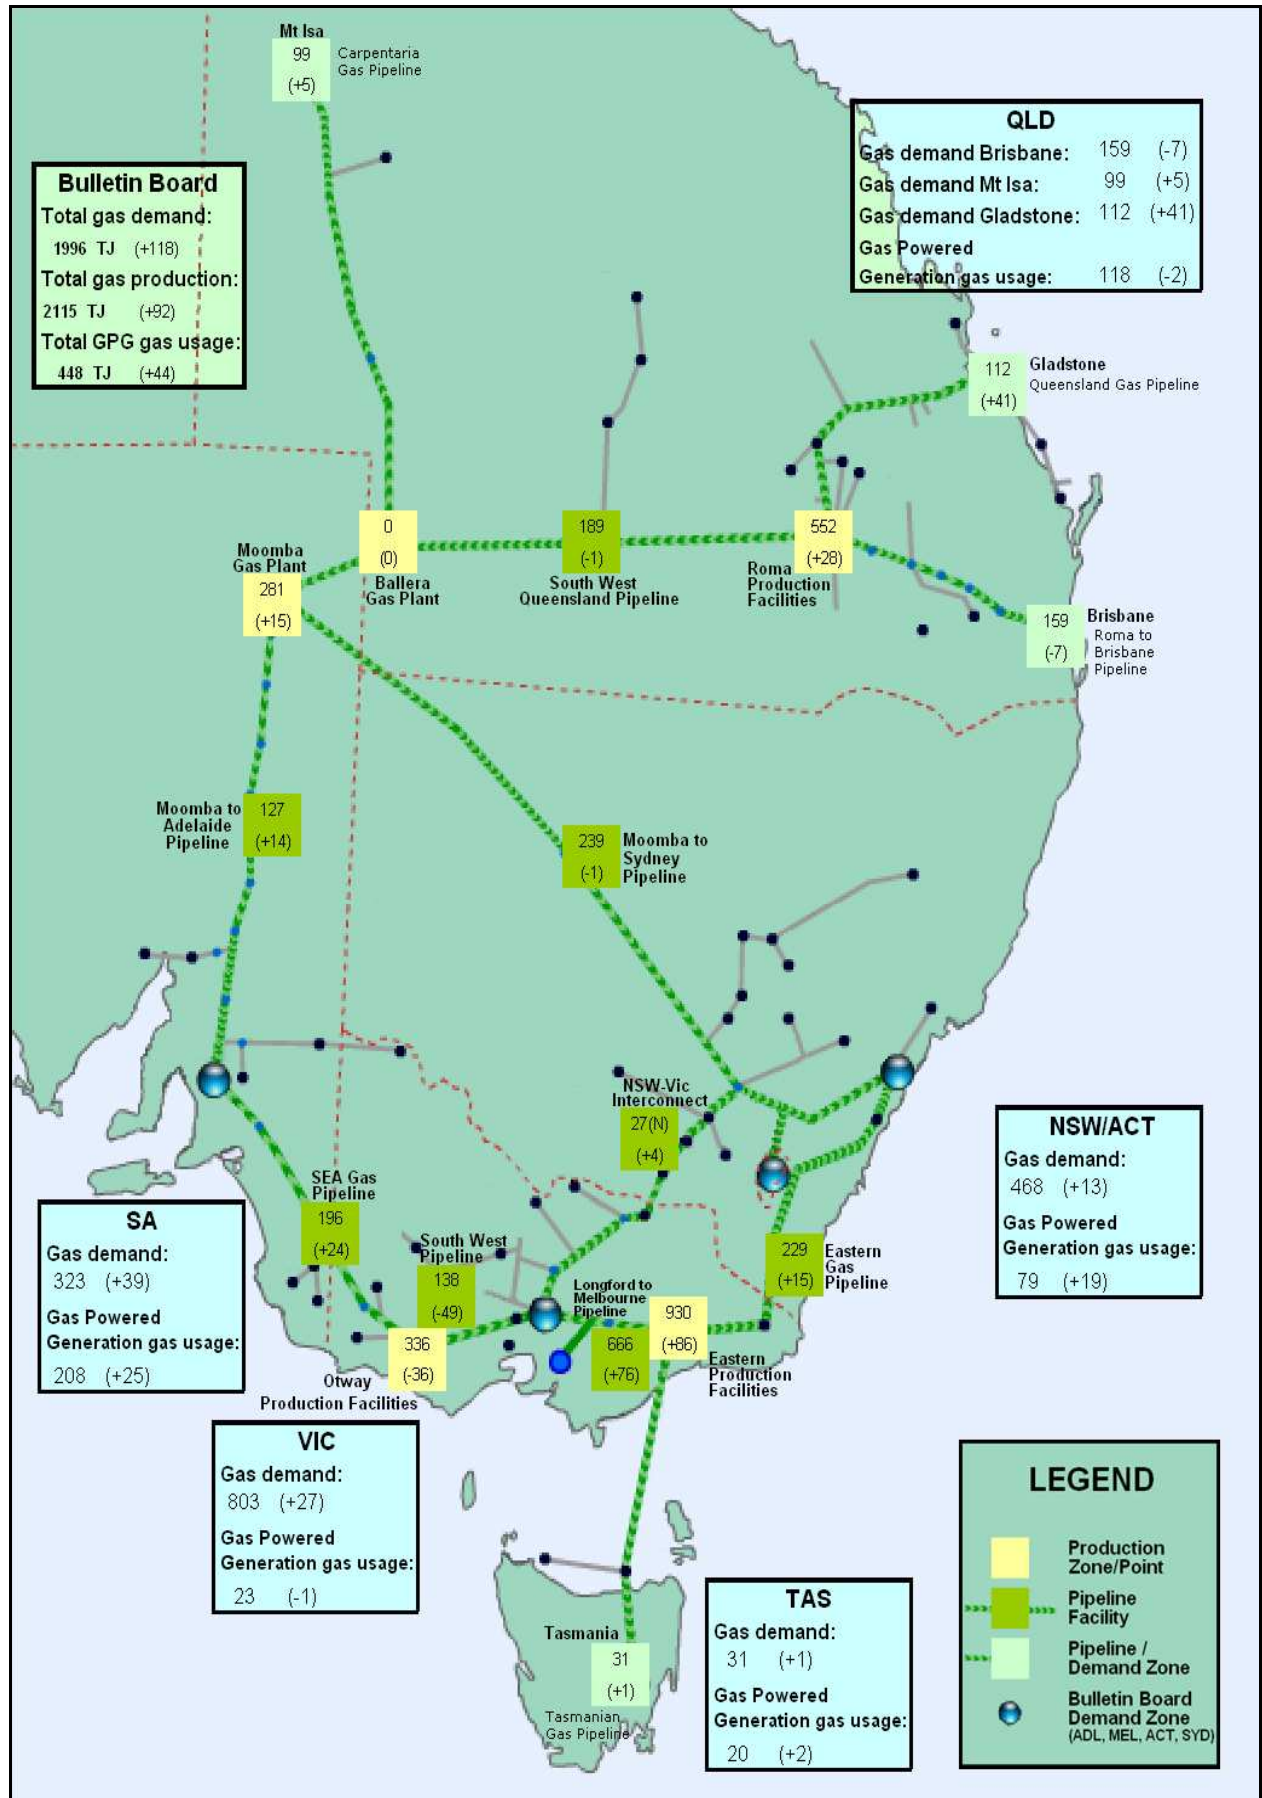 Mt Isa
99
(+5)
Carpentaria
Gas Pipeline
QLD
Gas demand Brisbane: 159 (-7)
Gas demand Mt Isa: 99 (+5)
Gas demand Gladstone: 112 (+41)
Gas Powered
Generation gas usage: 118 (-2)
Bulletin Board
Total gas demand:
1996 TJ (+118)
Total gas production:
2115 TJ (+92)
Total GPG gas usage:
448 TJ (+44)
112
(+41)
Gladstone
Queensland Gas Pipeline
0
(0)
Ballera
Gas Plant
189
(-1)
South West
Queensland Pipeline
552
(+28)
Roma
Production
Facilities
Moomba
Gas Plant
281
(+15)
159
(-7)
Brisbane
Roma to
Brisbane
Pipeline
Moomba to
Adelaide
Pipeline
127
(+14)
239
(-1)
Moomba to
Sydney
Pipeline
NSW-Vic
Interconnect
27(N)
(+4)
NSW/ACT
Gas demand:
468 (+13)
Gas Powered
Generation gas usage:
79 (+19)
SEA Gas
Pipeline
196
(+24)
SA
Gas demand:
323 (+39)
Gas Powered
Generation gas usage:
208 (+25)
South West
Pipeline
138
(-49)
229
(+15)
Eastern
Gas
Pipeline
Longford to
Melbourne
Pipeline
666
(+76)
930
(+86)
Eastern
Production
Facilities
336
(-36)
Otway
Production Facilities
VIC
Gas demand:
803 (+27)
Gas Powered
Generation gas usage:
23 (-1)
Tasmania
31
(+1)
Tasmanian
Gas Pipeline
TAS
Gas demand:
31 (+1)
Gas Powered
Generation gas usage:
20 (+2)
LEGEND
Production
Zone/Point
Pipeline
Facility
Pipeline /
Demand Zone
Bulletin Board
Demand Zone
(ADL, MEL, ACT, SYD)